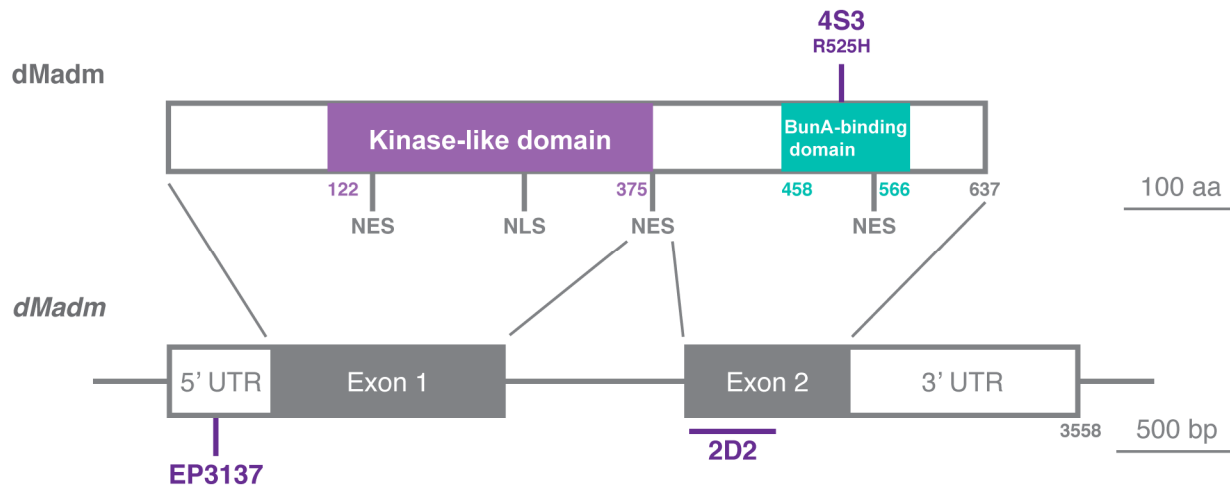 4S3
R525H
dMadm
Kinase-like domain
BunA-binding
domain
122
375
458
566
637
100 aa
NES
NLS
NES
NES
dMadm
5’ UTR
Exon 1
Exon 2
3’ UTR
3558
500 bp
EP3137
2D2